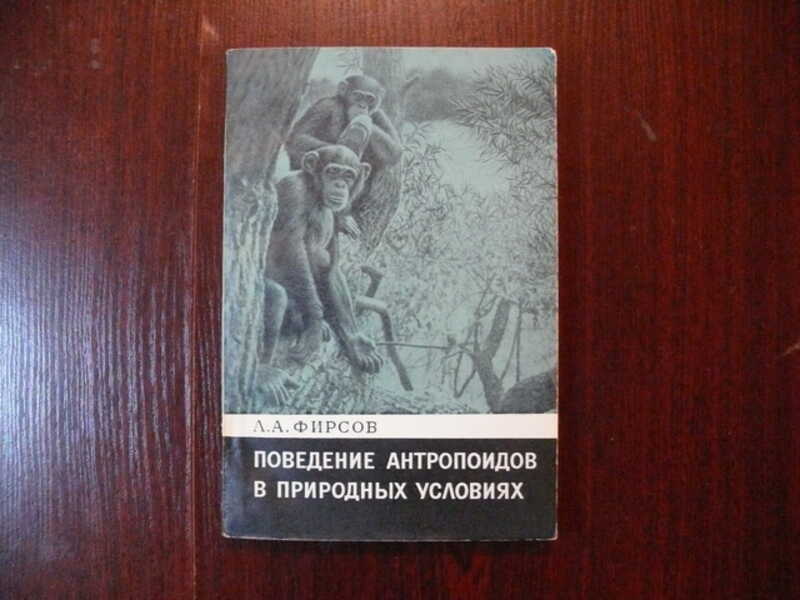 Л.А.ФИРСОВ
ПОВЕДЕНИЕ АНТРОПОИДОВ
В ПРИРОДНЫХ УСЛОВИЯХ